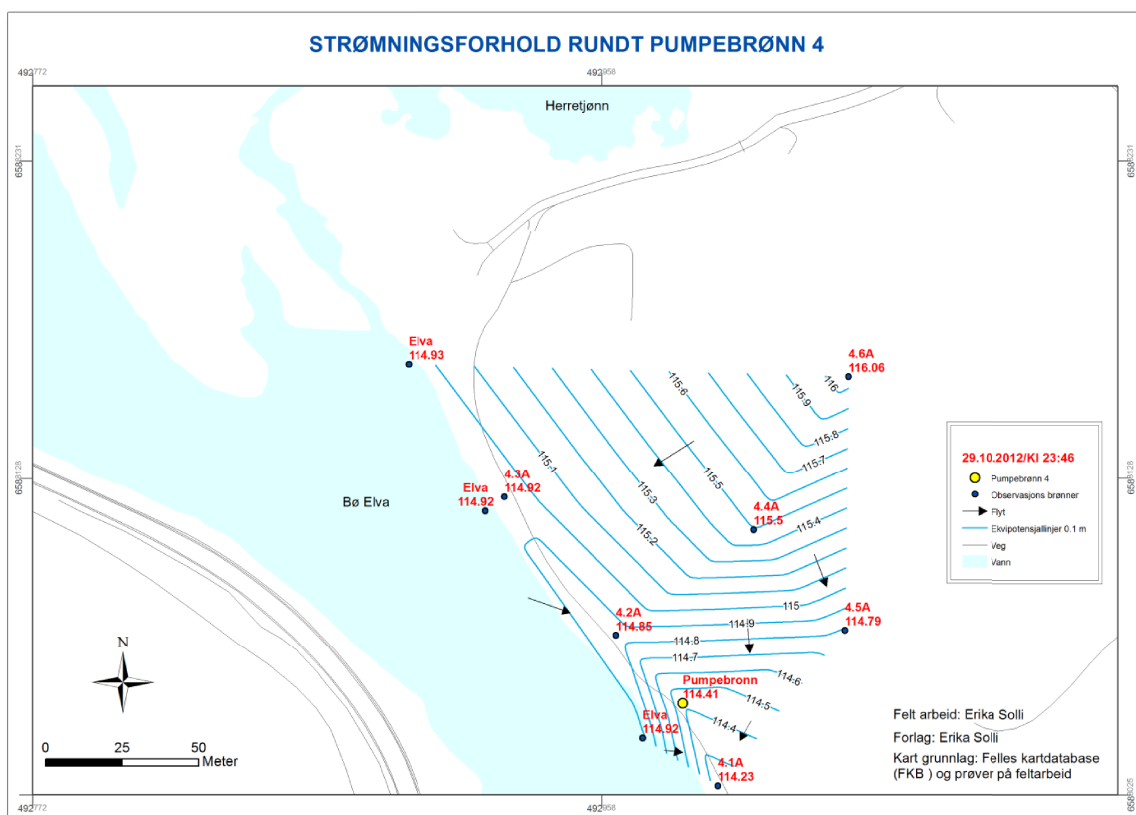 STRØMNINGSFORHOLD RUNDT PUMPEBRØNN 4
492772
492958
Herretjønn
6588231
6588231
Elva
114.93
4.6A
116.06
116
115.9
115.6
115.8
115.7
115.1
115.3
115.5
115.4
115.2
4.3A
114.92
Elva
114.92
Bø Elva
4.4A
115.5
6588128
6588128
29.10.2012/Kl 23:46
Pumpebrønn 4
Observasjons brønner
Flyt
Ekvipotensjallinjer 0.1 m
Veg
Vann
115
4.2A
114.85
114.9
4.5A
114.79
114.8
114.7
114.6
N
Pumpebronn
114.41
114.5
114.4
Elva
114.92
4.1A
114.23
0 25 50
Meter
Felt arbeid: Erika Solli
Forlag: Erika Solli
Kart grunnlag: Felles kartdatabase
(FKB ) og prøver på feltarbeid
6588025
492772
492958